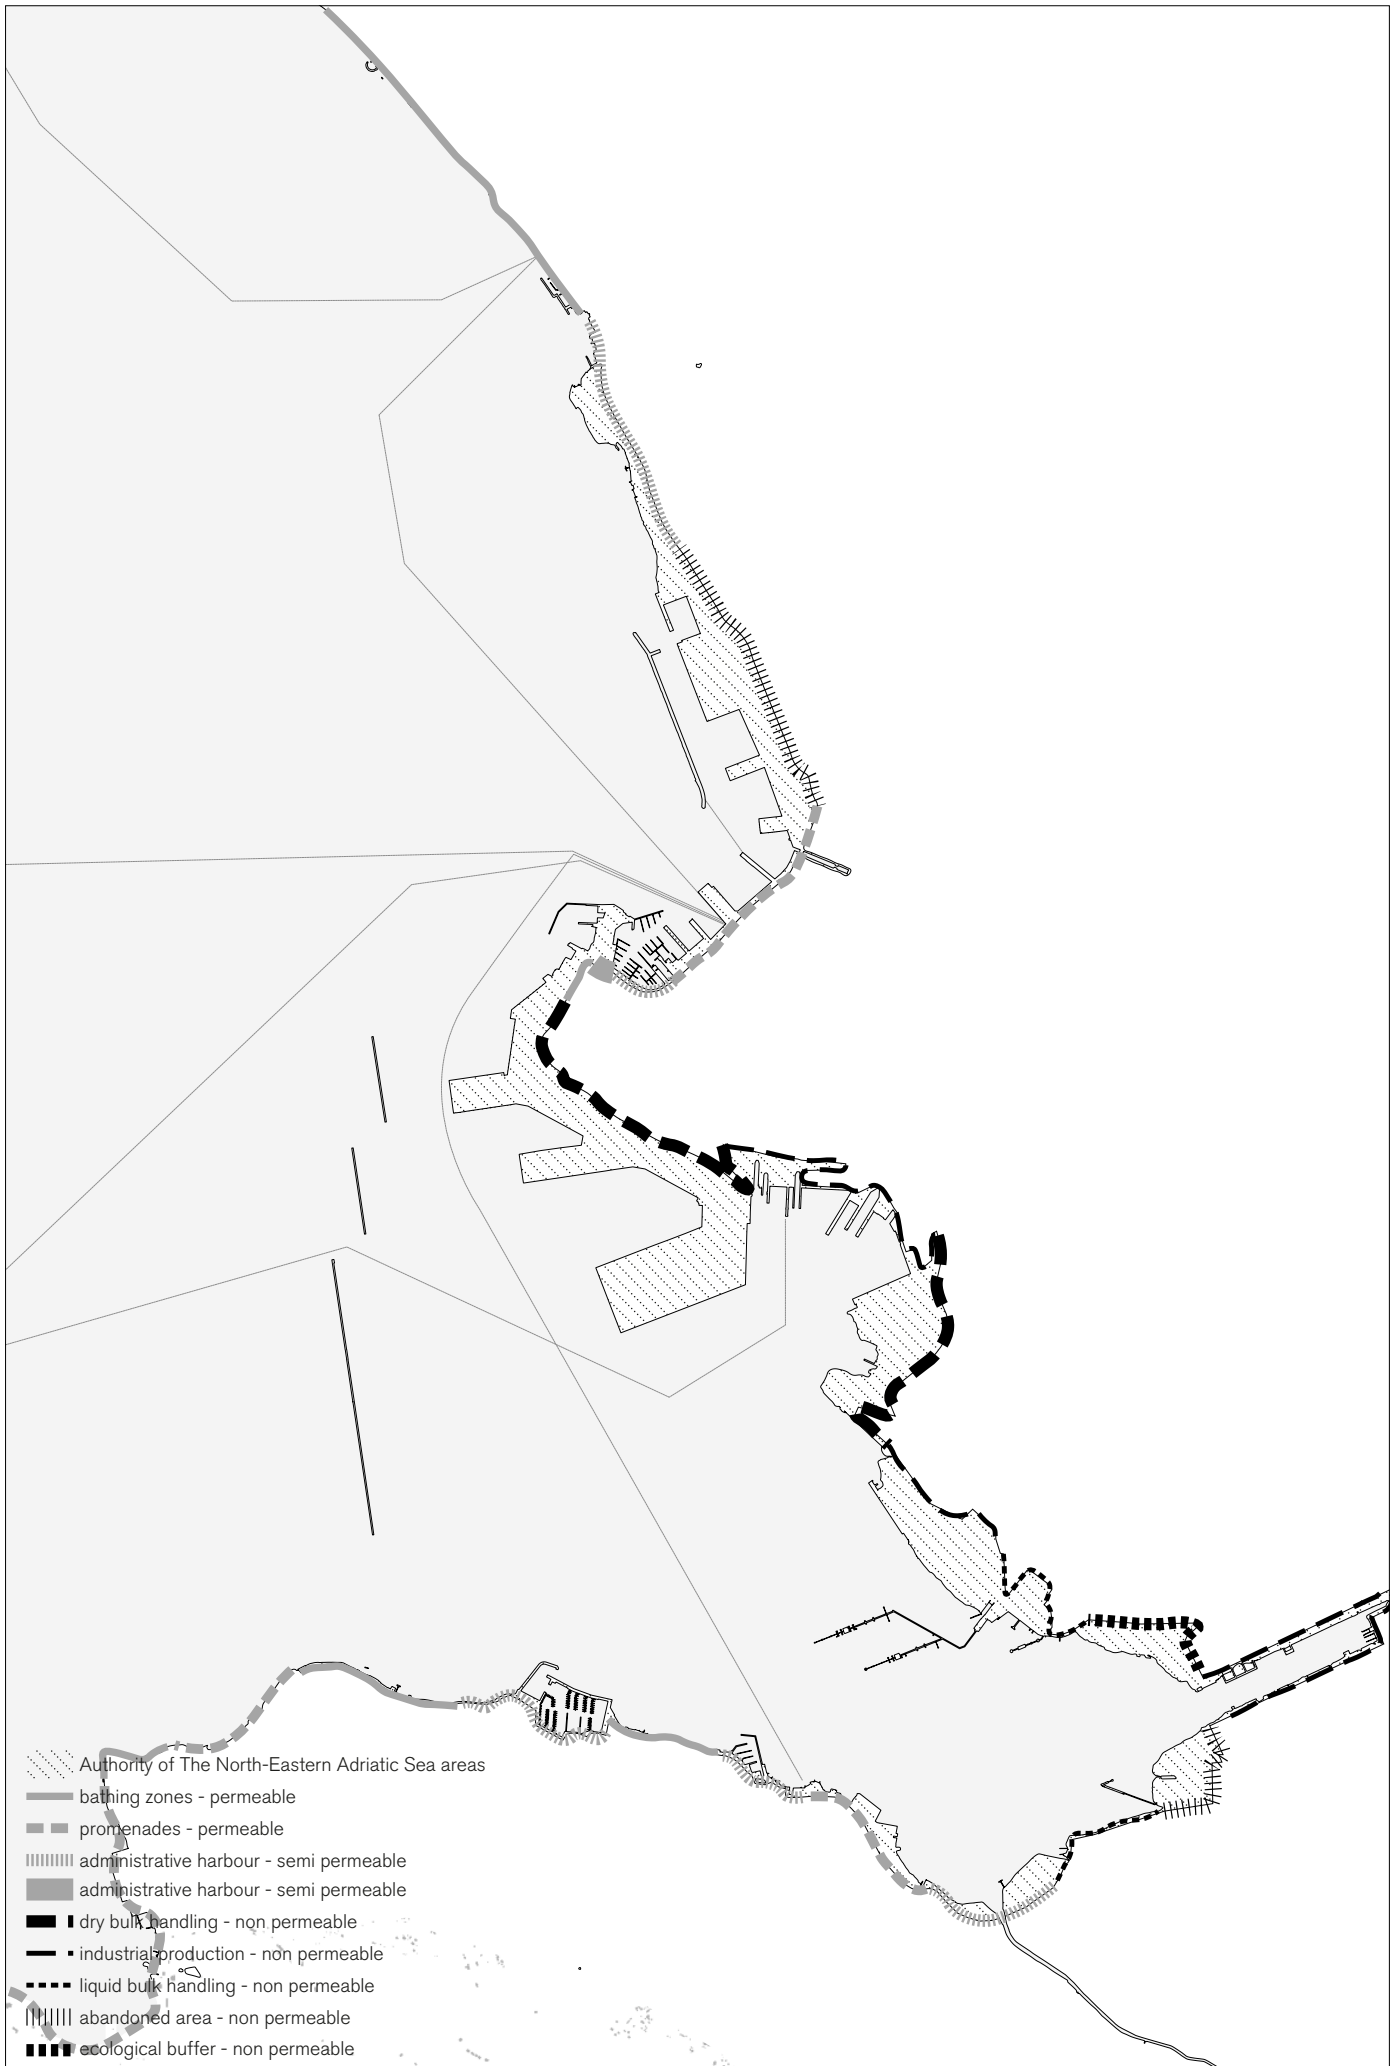 Authority of The North-Eastern Adriatic Sea areas
bathing zones - permeable
promenades - permeable
administrative harbour - semi permeable
administrative harbour - semi permeable
dry bulk handling - non permeable
industrial production - non permeable
liquid bulk handling - non permeable
abandoned area - non permeable
ecological buffer - non permeable